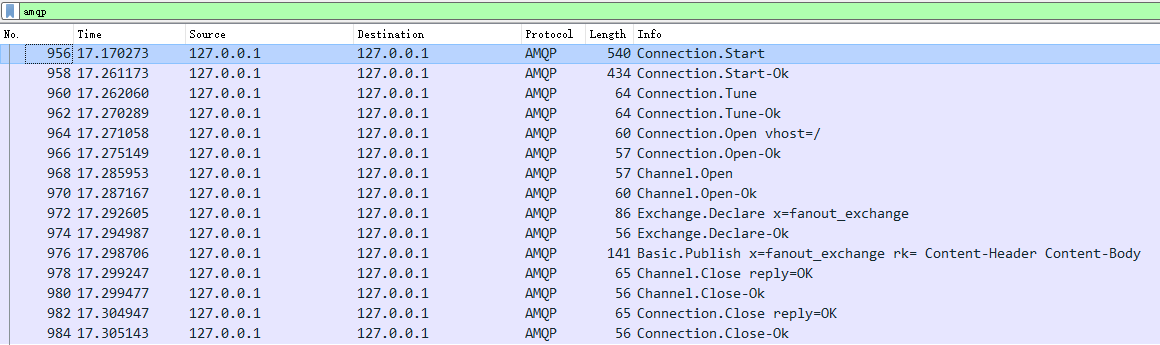 amqp
No. Time Source Destination Protocol Length Info
956 17.170273 127.0.0.1 127.0.0.1 AMQP 540 Connection.Start
958 17.261173 127.0.0.1 127.0.0.1 AMQP 434 Connection.Start-Ok
960 17.262060 127.0.0.1 127.0.0.1 AMQP 64 Connection.Tune
962 17.270289 127.0.0.1 127.0.0.1 AMQP 64 Connection.Tune-Ok
964 17.271058 127.0.0.1 127.0.0.1 AMQP 60 Connection.Open vhost=/
966 17.275149 127.0.0.1 127.0.0.1 AMQP 57 Connection.Open-Ok
968 17.285953 127.0.0.1 127.0.0.1 AMQP 57 Channel.Open
970 17.287167 127.0.0.1 127.0.0.1 AMQP 60 Channel.Open-Ok
972 17.292605 127.0.0.1 127.0.0.1 AMQP 86 Exchange.Declare x=fanout_exchange
974 17.294987 127.0.0.1 127.0.0.1 AMQP 56 Exchange.Declare-Ok
976 17.298706 127.0.0.1 127.0.0.1 AMQP 141 Basic.Publish x=fanout_exchange rk= Content-Header Content-Body
978 17.299247 127.0.0.1 127.0.0.1 AMQP 65 Channel.Close reply=OK
980 17.299477 127.0.0.1 127.0.0.1 AMQP 56 Channel.Close-Ok
982 17.304947 127.0.0.1 127.0.0.1 AMQP 65 Connection.Close reply=OK
984 17.305143 127.0.0.1 127.0.0.1 AMQP 56 Connection.Close-Ok